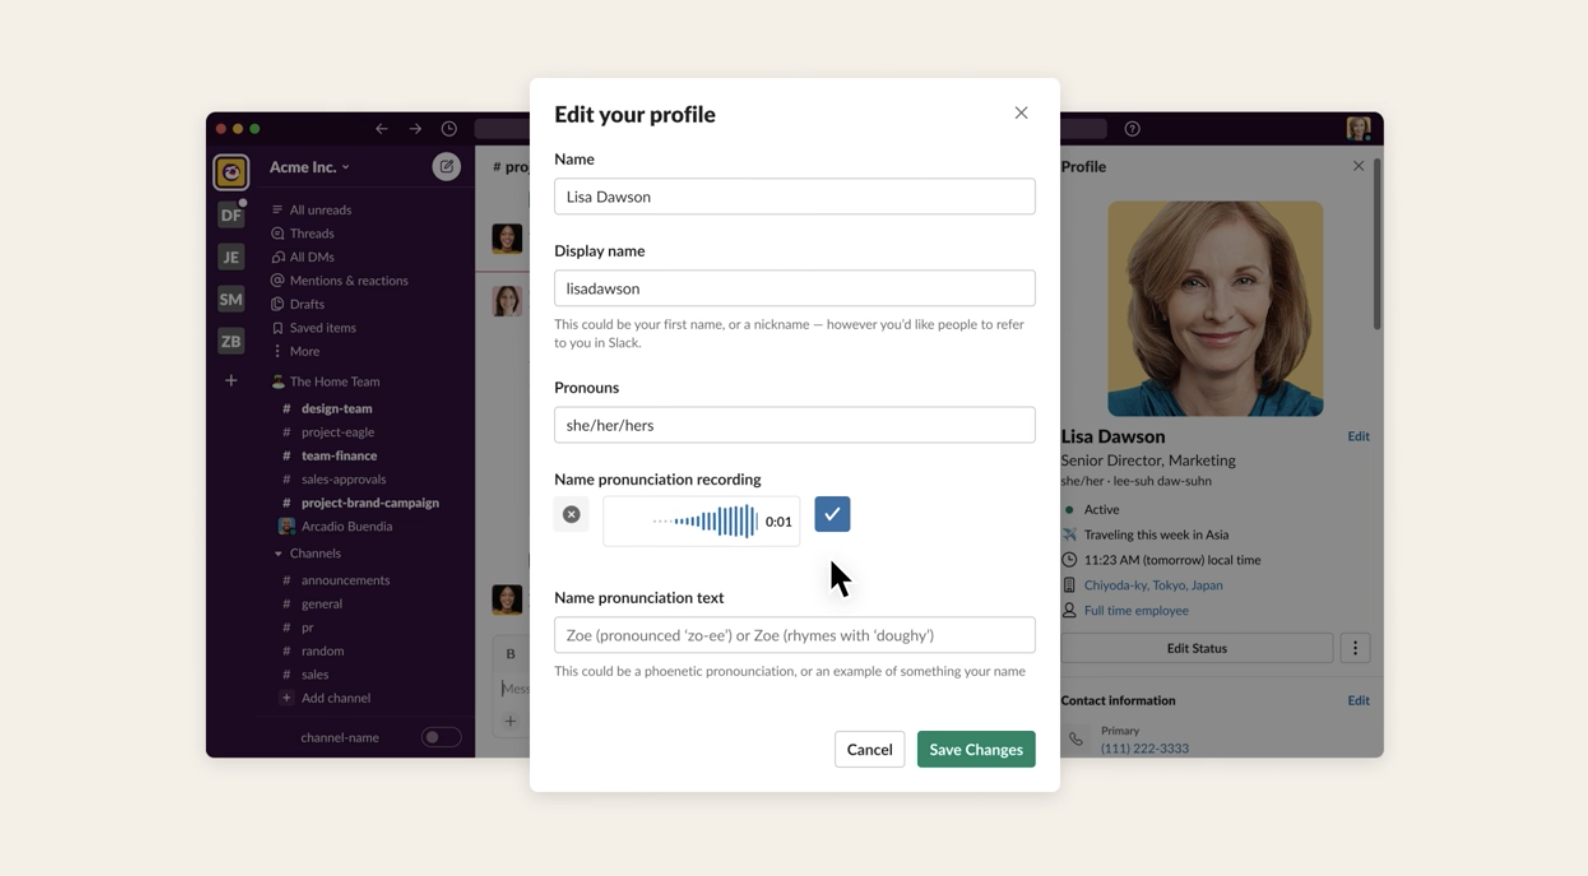 Acme Inc.
DF
JE
SM
ZB
All unreads
Threads
All DMs
Mentions & reactions
Drafts
Saved items
More
The Home Team
# design-team
# project-eagle
# team-finance
# sales-approvals
# project-brand-campaign
Arcadio Buendia
Channels
# announcements
# general
# pr
# random
# sales
+ Add channel
channel-name
# pro
B
Mess
Edit your profile
Name
Lisa Dawson
Display name
lisadawson
This could be your first name, or a nickname — however you’d like people to refer
to you in Slack.
Pronouns
she/her/hers
Name pronunciation recording
0:01
Name pronunciation text
Zoe (pronounced ‘zo-ee’) or Zoe (rhymes with ‘doughy’)
This could be a phoenetic pronounciation, or an example of something your name
Cancel
Save Changes
Profile
Lisa Dawson
Edit
Senior Director, Marketing
she/her · lee-suh daw-suhn
Active
Traveling this week in Asia
11:23 AM (tomorrow) local time
Chiyoda-ky, Tokyo, Japan
Full time employee
Edit Status
Contact information
Edit
Primary
(111) 222-3333